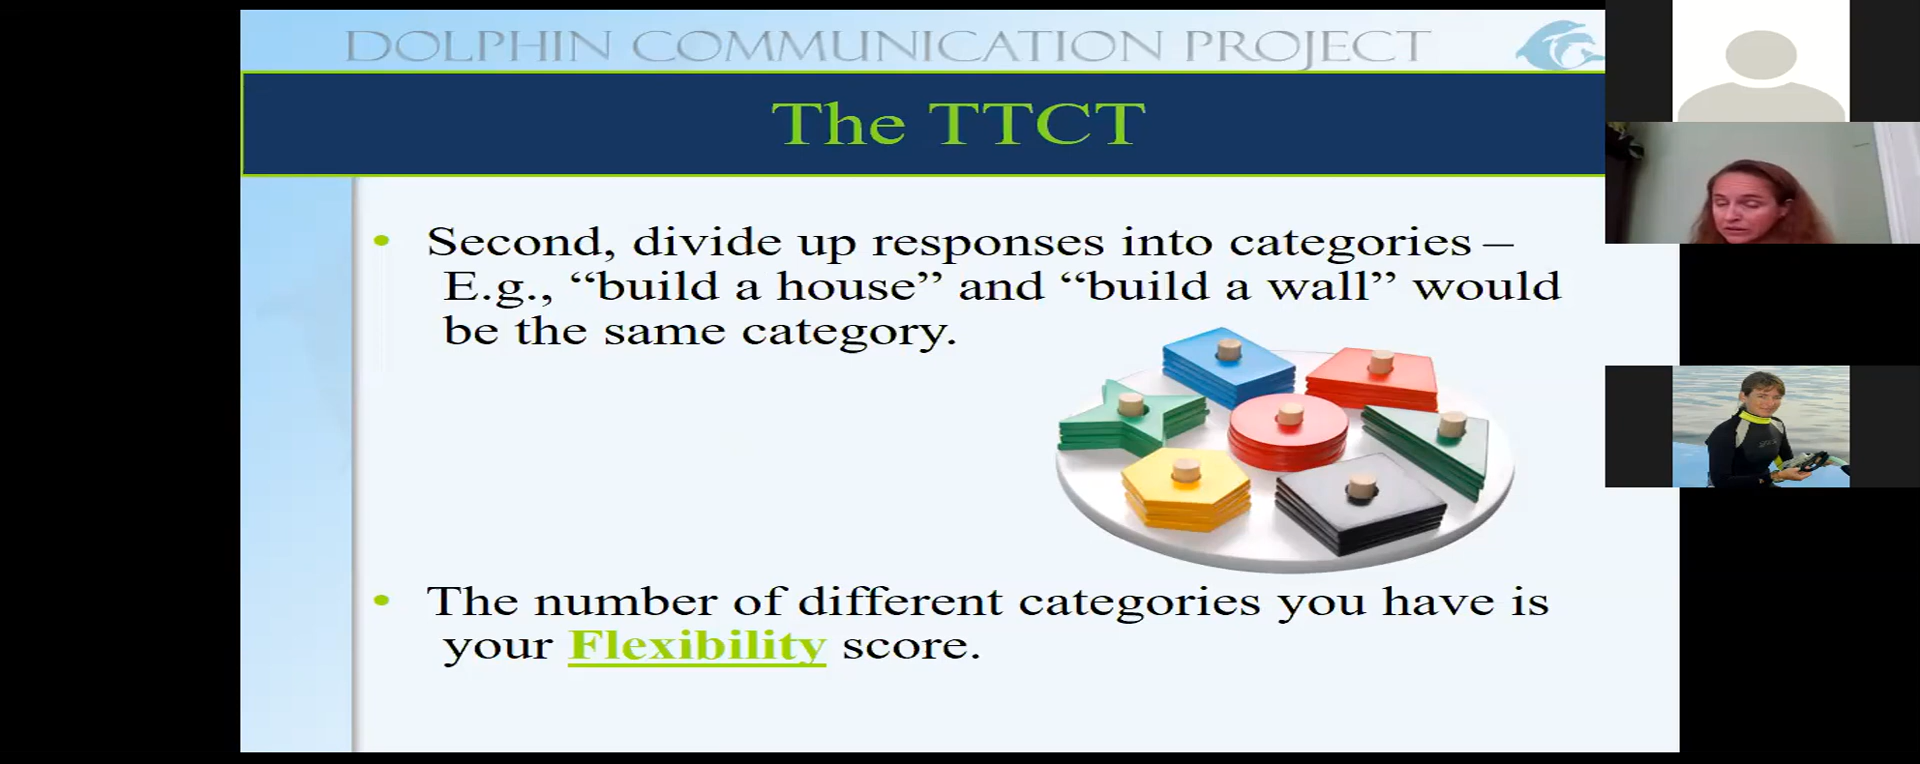 DOLPHIN COMMUNICATION PROJECT
The TTCT
• Second, divide up responses into categories –
E.g., “build a house” and “build a wall” would
be the same category.
• The number of different categories you have is
your Flexibility score.